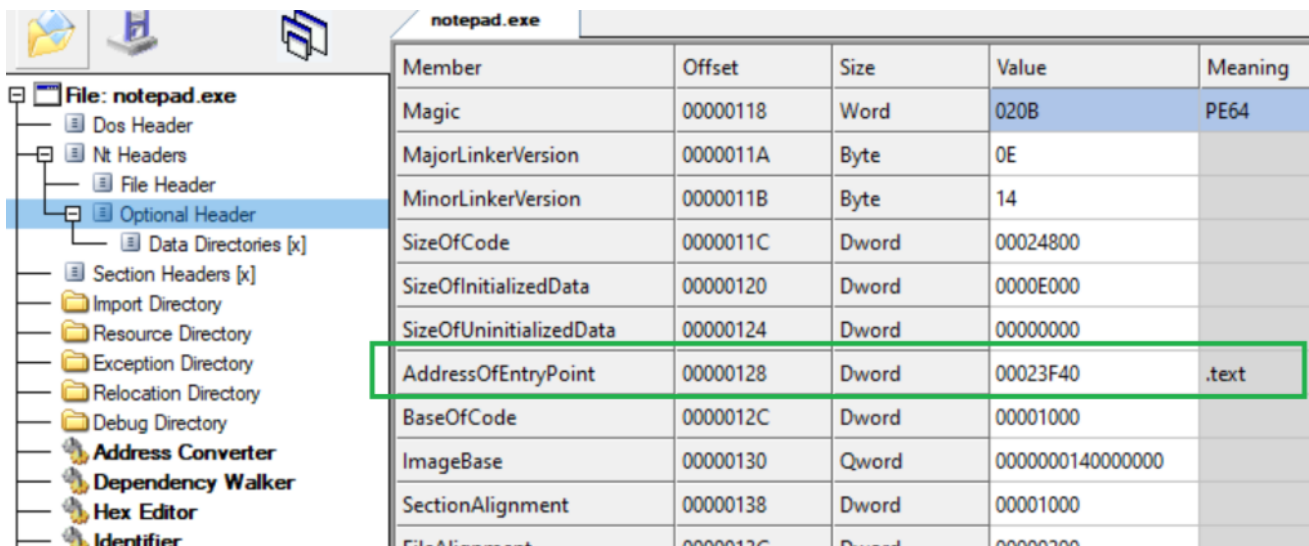 notepad.exe
File: notepad.exe
Dos Header
Nt Headers
File Header
Optional Header
Data Directories [x]
Section Headers [x]
Import Directory
Resource Directory
Exception Directory
Relocation Directory
Debug Directory
Address Converter
Dependency Walker
Hex Editor
Identifier
Member Offset Size Value Meaning
Magic 00000118 Word 020B PE64
MajorLinkerVersion 0000011A Byte 0E
MinorLinkerVersion 0000011B Byte 14
SizeOfCode 0000011C Dword 00024800
SizeOfInitializedData 00000120 Dword 0000E000
SizeOfUninitializedData 00000124 Dword 00000000
AddressOfEntryPoint 00000128 Dword 00023F40 .text
BaseOfCode 0000012C Dword 00001000
ImageBase 00000130 Qword 0000000140000000
SectionAlignment 00000138 Dword 00001000